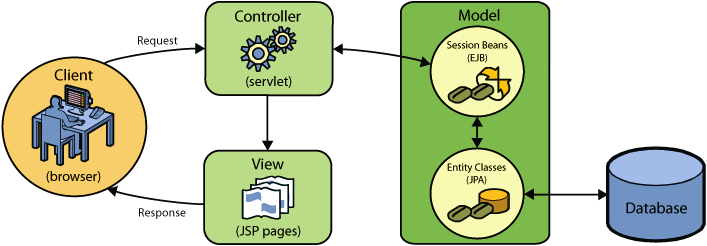 Controller
(servlet)
Model
Session Beans
(EJB)
Request
Client
(browser)
View
(JSP pages)
Response
Entity Classes
(JPA)
Database